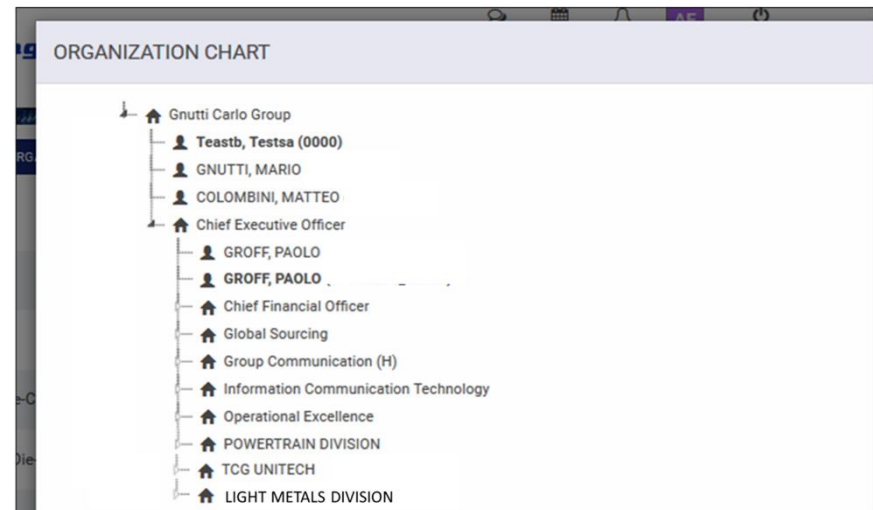 AF
ORGANIZATION CHART
Gnutti Carlo Group
Teastb, Testsa (0000)
GNUTTI, MARIO
COLOMBINI, MATTEO
Chief Executive Officer
GROFF, PAOLO
GROFF, PAOLO
Chief Financial Officer
Global Sourcing
Group Communication (H)
Information Communication Technology
Operational Excellence
POWERTRAIN DIVISION
TCG UNITECH
LIGHT METALS DIVISION